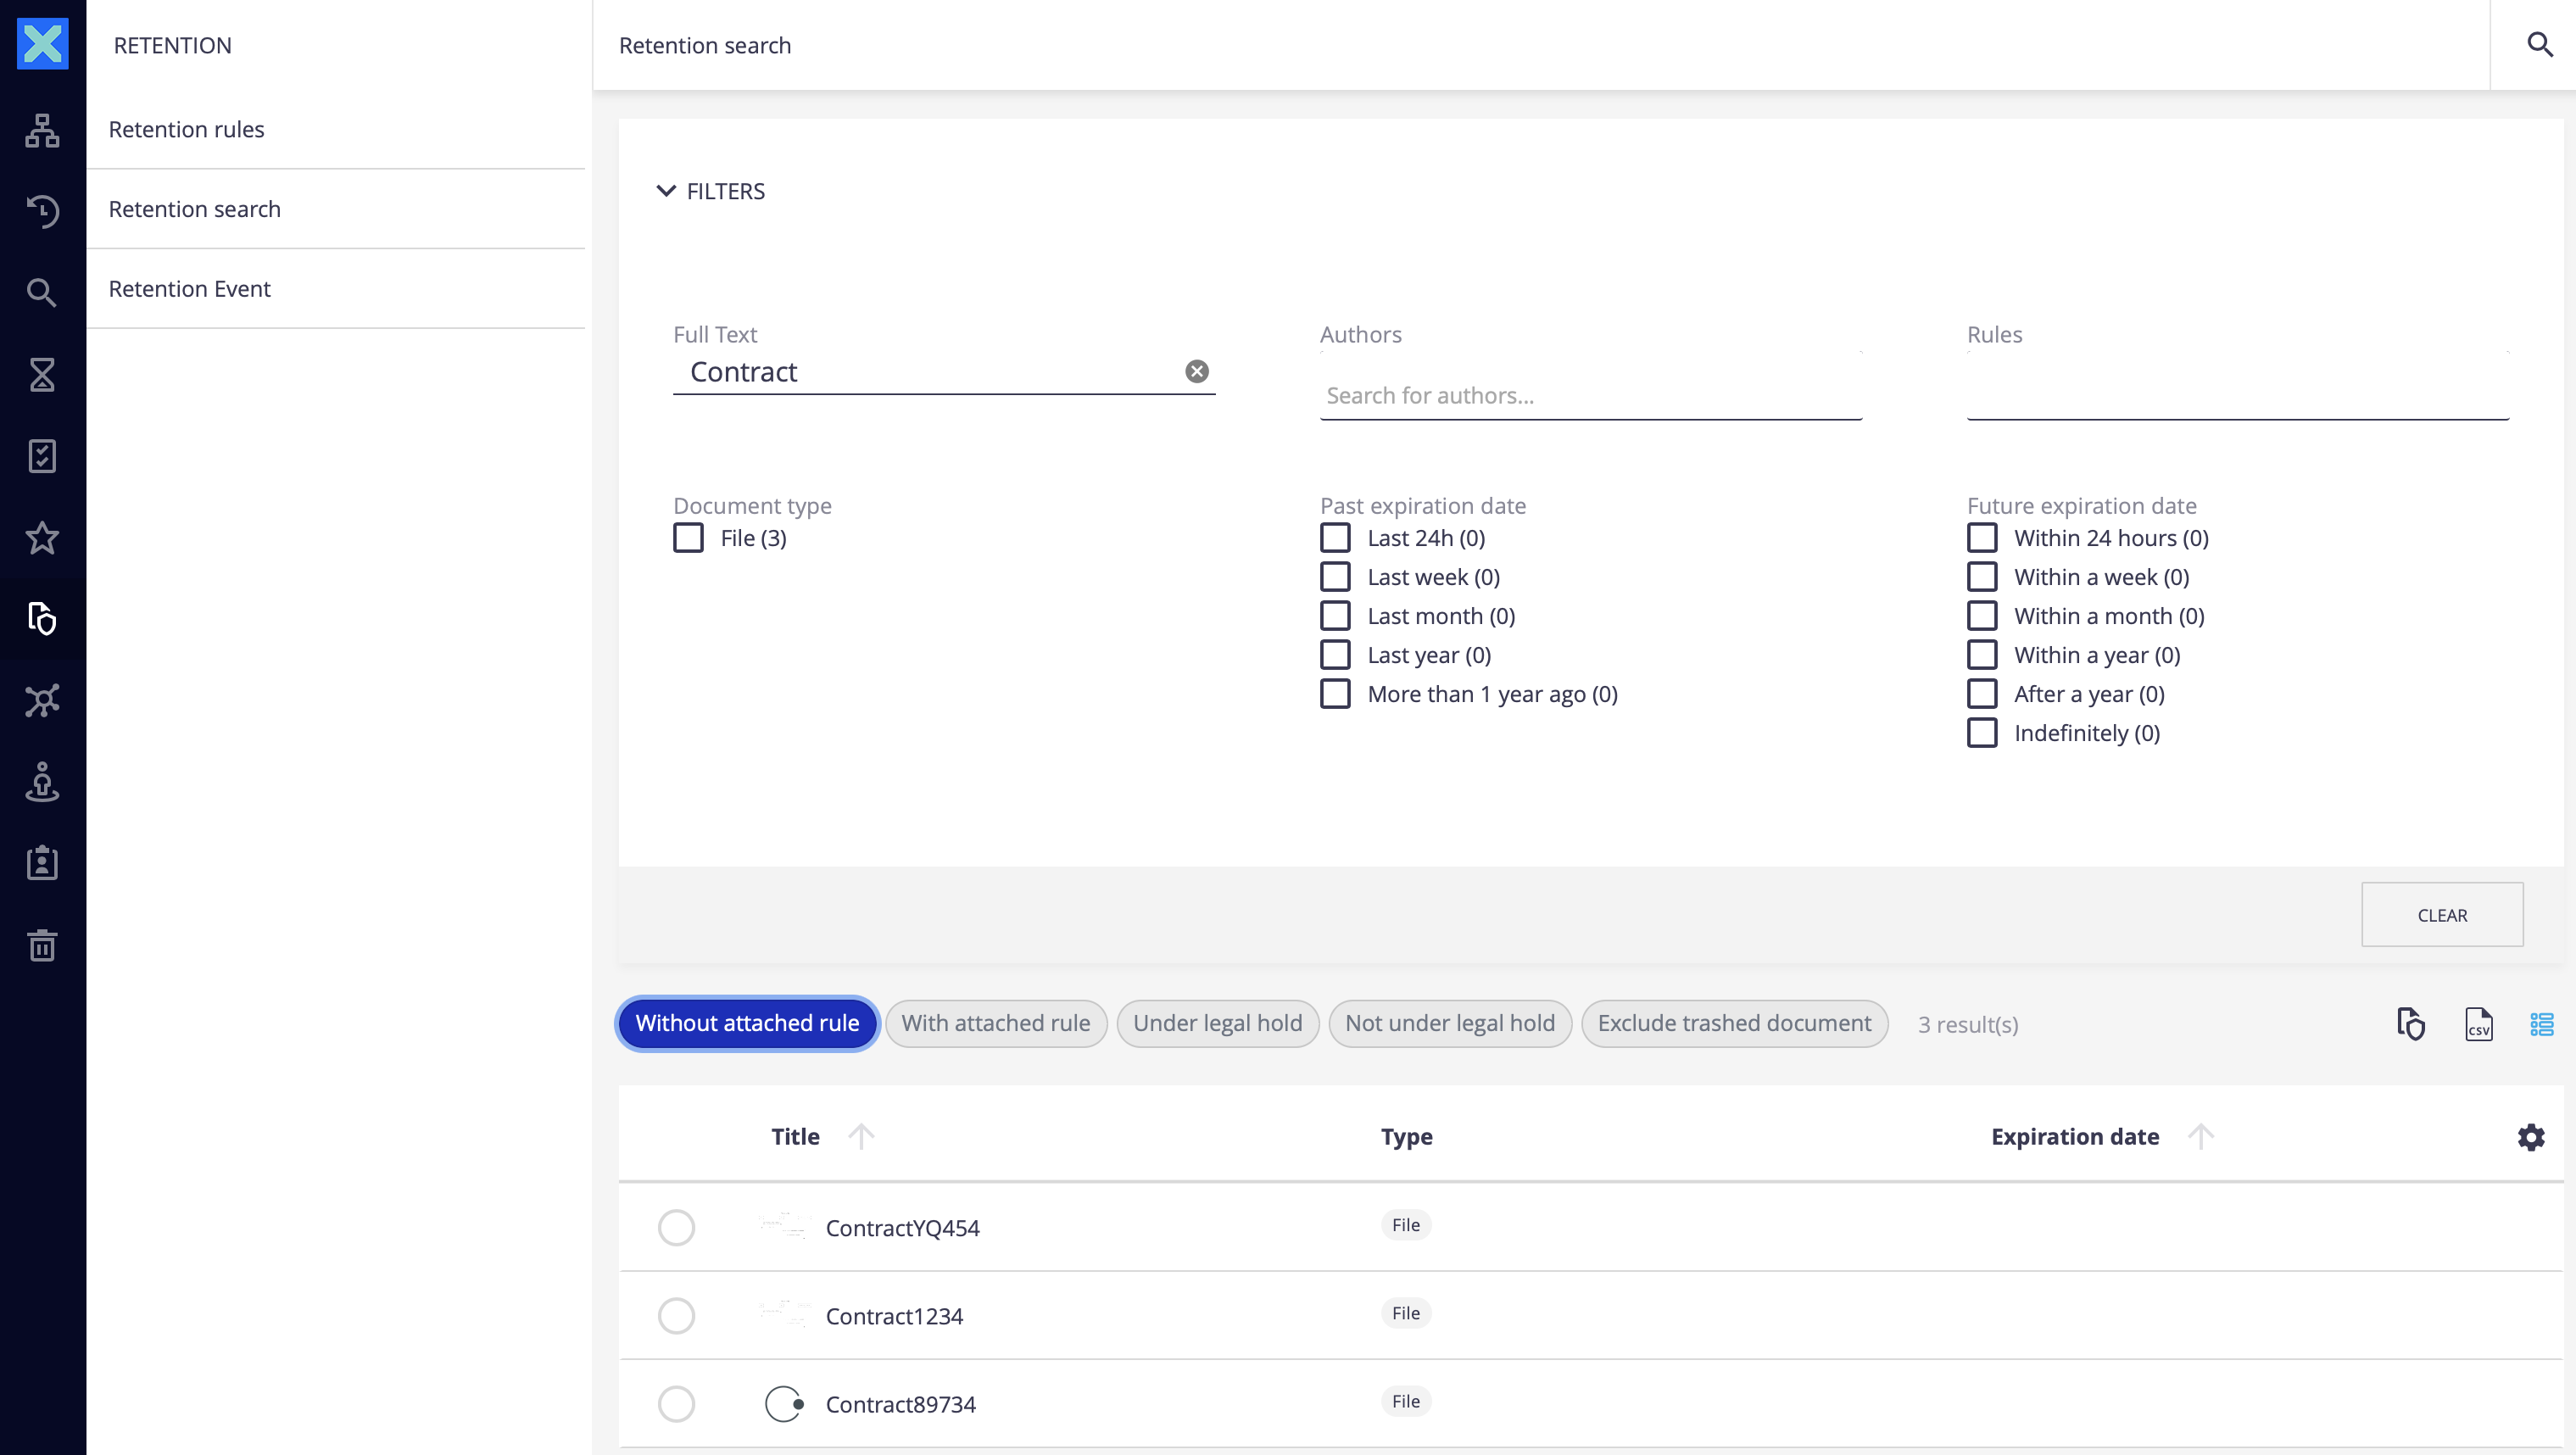 RETENTION
Retention rules
Retention search
Retention Event
Retention search
FILTERS
Full Text
Contract
Authors
Search for authors...
Rules
Document type
File (3)
Past expiration date
Last 24h (0)
Last week (0)
Last month (0)
Last year (0)
More than 1 year ago (0)
Future expiration date
Within 24 hours (0)
Within a week (0)
Within a month (0)
Within a year (0)
After a year (0)
Indefinitely (0)
CLEAR
Without attached rule With attached rule Under legal hold Not under legal hold Exclude trashed document 3 result(s) CSV
Title Type Expiration date
ContractYQ454 File
Contract1234 File
Contract89734 File